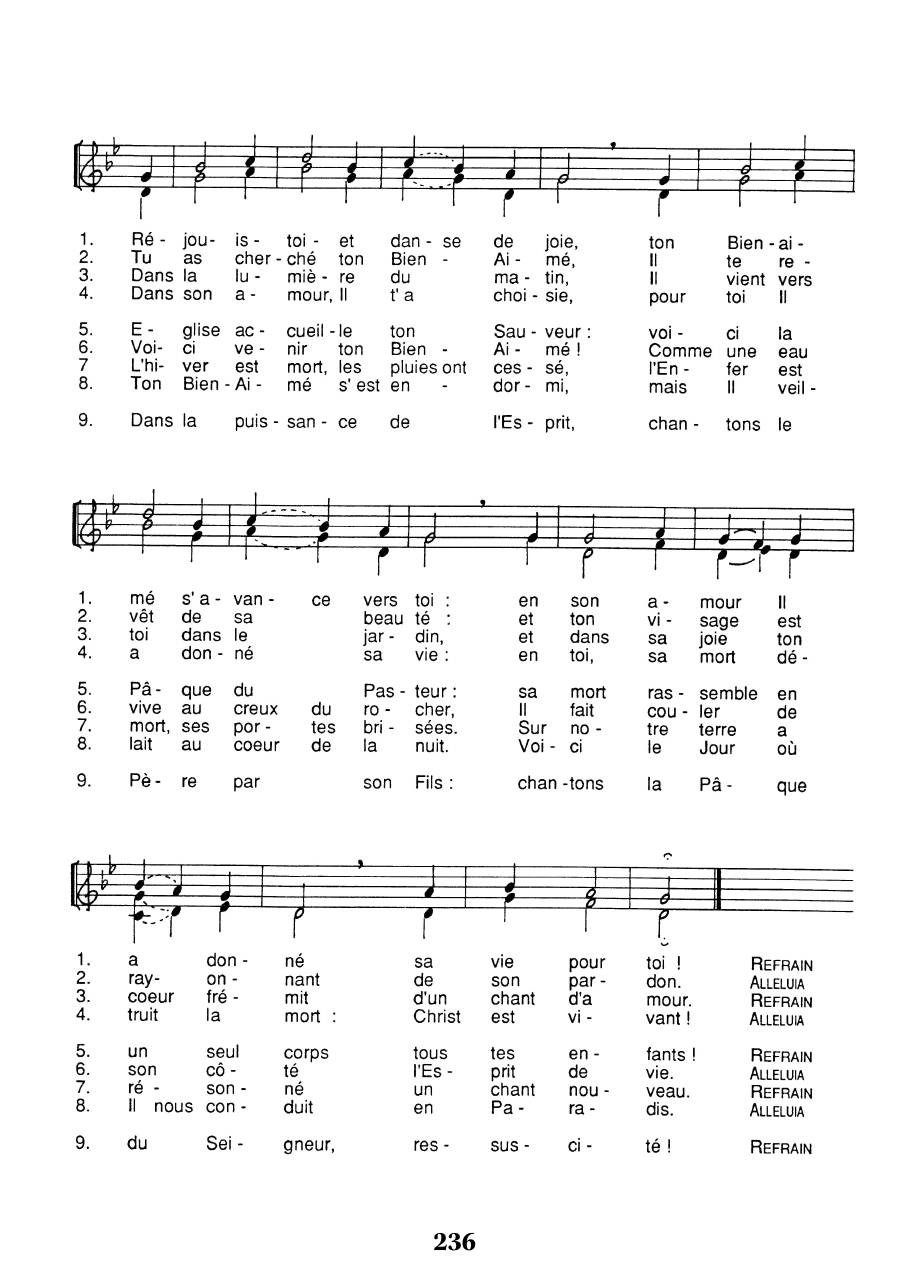 1. Ré - jou- is - toi - et dan - se de joie, ton Bien - ai -
2. Tu as cher - ché ton Bien - Ai - mé, Il te re -
3. Dans la lu - miè - re du ma - tin, Il vient vers
4. Dans son a - mour, Il t' a choi - sie, pour toi Il
5. E - glise ac - cueil - le ton Sau - veur : voi - ci la
6. Voi- ci ve - nir ton Bien - Ai - mé ! Comme une eau
7 L'hi- ver est mort, les pluies ont ces - sé, l'En - fer est
8. Ton Bien - Ai - mé s' est en - dor - mi, mais Il veil -
9. Dans la puis - san - ce de l'Es - prit, chan - tons le
1. mé s' a - van - ce vers toi : en son a - mour Il
2. vêt de sa beau té : et ton vi - sage est
3. toi dans le jar - din, et dans sa joie ton
4. a don - né sa vie : en toi, sa mort dé -
5. Pâ - que du Pas - teur : sa mort ras - semble en
6. vive au creux du ro - cher, Il fait cou - ler de
7. mort, ses por - tes bri - sées. Sur no - tre terre a
8. lait au coeur de la nuit. Voi - ci le Jour où
9. Pè - re par son Fils : chan -tons la Pâ - que
1. a don - né sa vie pour toi ! REFRAIN
2. ray- on - nant de son par - don. ALLELUIA
3. coeur fré - mit d'un chant d'a mour. REFRAIN
4. truit la mort : Christ est vi - vant ! ALLELUIA
5. un seul corps tous tes en - fants ! REFRAIN
6. son cô - té l'Es - prit de vie. ALLELUIA
7. ré - son - né un chant nou - veau. REFRAIN
8. Il nous con - duit en Pa - ra - dis. ALLELUIA
9. du Sei - gneur, res - sus - ci - té ! REFRAIN
236